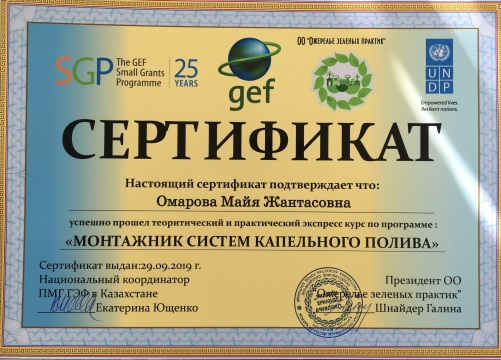 SGP The GEF Small Grants Programme 25 YEARS
gef
ОО "ОЖЕРЕЛЬЕ ЗЕЛЕНЫХ ПРАКТИК"
UNDP
Empowered lives.
Resilient nations.
СЕРТИФИКАТ
Настоящий сертификат подтверждает что:
Омарова Майя Жантасовна
успешно прошел теоритический и практический экспресс курс по программе :
«МОНТАЖНИК СИСТЕМ КАПЕЛЬНОГО ПОЛИВА»
Сертификат выдан:29.09.2019 г.
Национальный координатор
ПМГ ГЭФ в Казахстане
Екатерина Ющенко
Президент ОО
"Ожерелье зеленых практик"
Шнайдер Галина